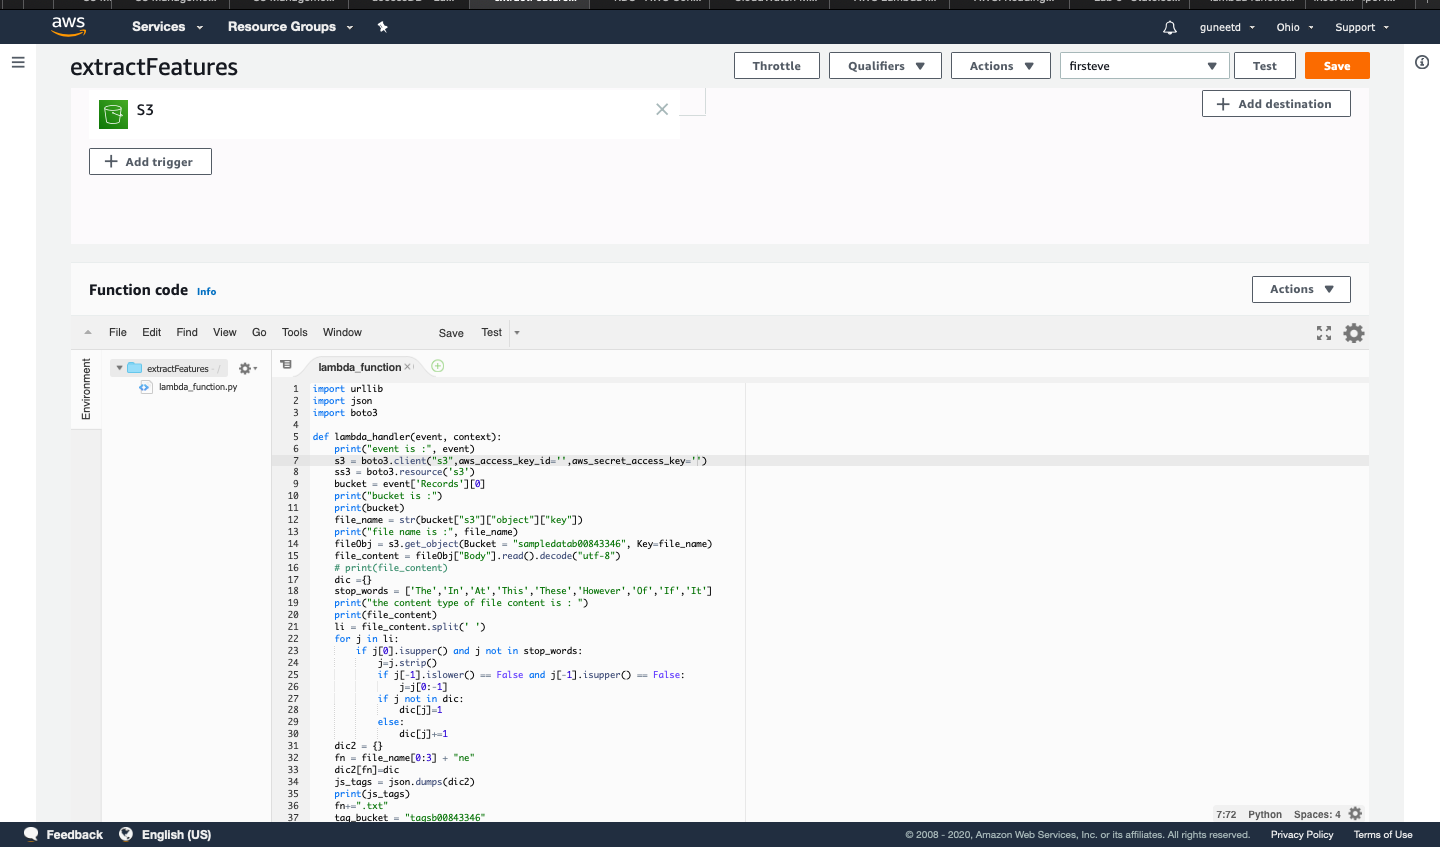 aws Services Resource Groups guneetd Ohio Support
extractFeatures Throttle Qualifiers Actions firsteve Test Save
S3 Add destination
Add trigger
Function code Info Actions
File Edit Find View Go Tools Window Save Test
Environment
extractFeatures /
lambda_function.py
lambda_function
1 import urllib
2 import json
3 import boto3
4
5 def lambda_handler(event, context):
6 print("event is :", event)
7 s3 = boto3.client("s3",aws_access_key_id='',aws_secret_access_key='')
8 ss3 = boto3.resource('s3')
9 bucket = event['Records'][0]
10 print("bucket is :")
11 print(bucket)
12 file_name = str(bucket["s3"]["object"]["key"])
13 print("file name is :", file_name)
14 fileObj = s3.get_object(Bucket = "sampledatab00843346", Key=file_name)
15 file_content = fileObj["Body"].read().decode("utf-8")
16 # print(file_content)
17 dic ={}
18 stop_words = ['The','In','At','This','These','However','Of','If','It']
19 print("the content type of file content is : ")
20 print(file_content)
21 li = file_content.split(' ')
22 for j in li:
23 if j[0].isupper() and j not in stop_words:
24 j=j.strip()
25 if j[-1].islower() == False and j[-1].isupper() == False:
26 j=j[0:-1]
27 if j not in dic:
28 dic[j]=1
29 else:
30 dic[j]+=1
31 dic2 = {}
32 fn = file_name[0:3] + "ne"
33 dic2[fn]=dic
34 js_tags = json.dumps(dic2)
35 print(js_tags)
36 fn+=".txt"
37 tag_bucket = "tagsb00843346"
7:72 Python Spaces: 4
Feedback English (US) © 2008 - 2020, Amazon Web Services, Inc. or its affiliates. All rights reserved. Privacy Policy Terms of Use